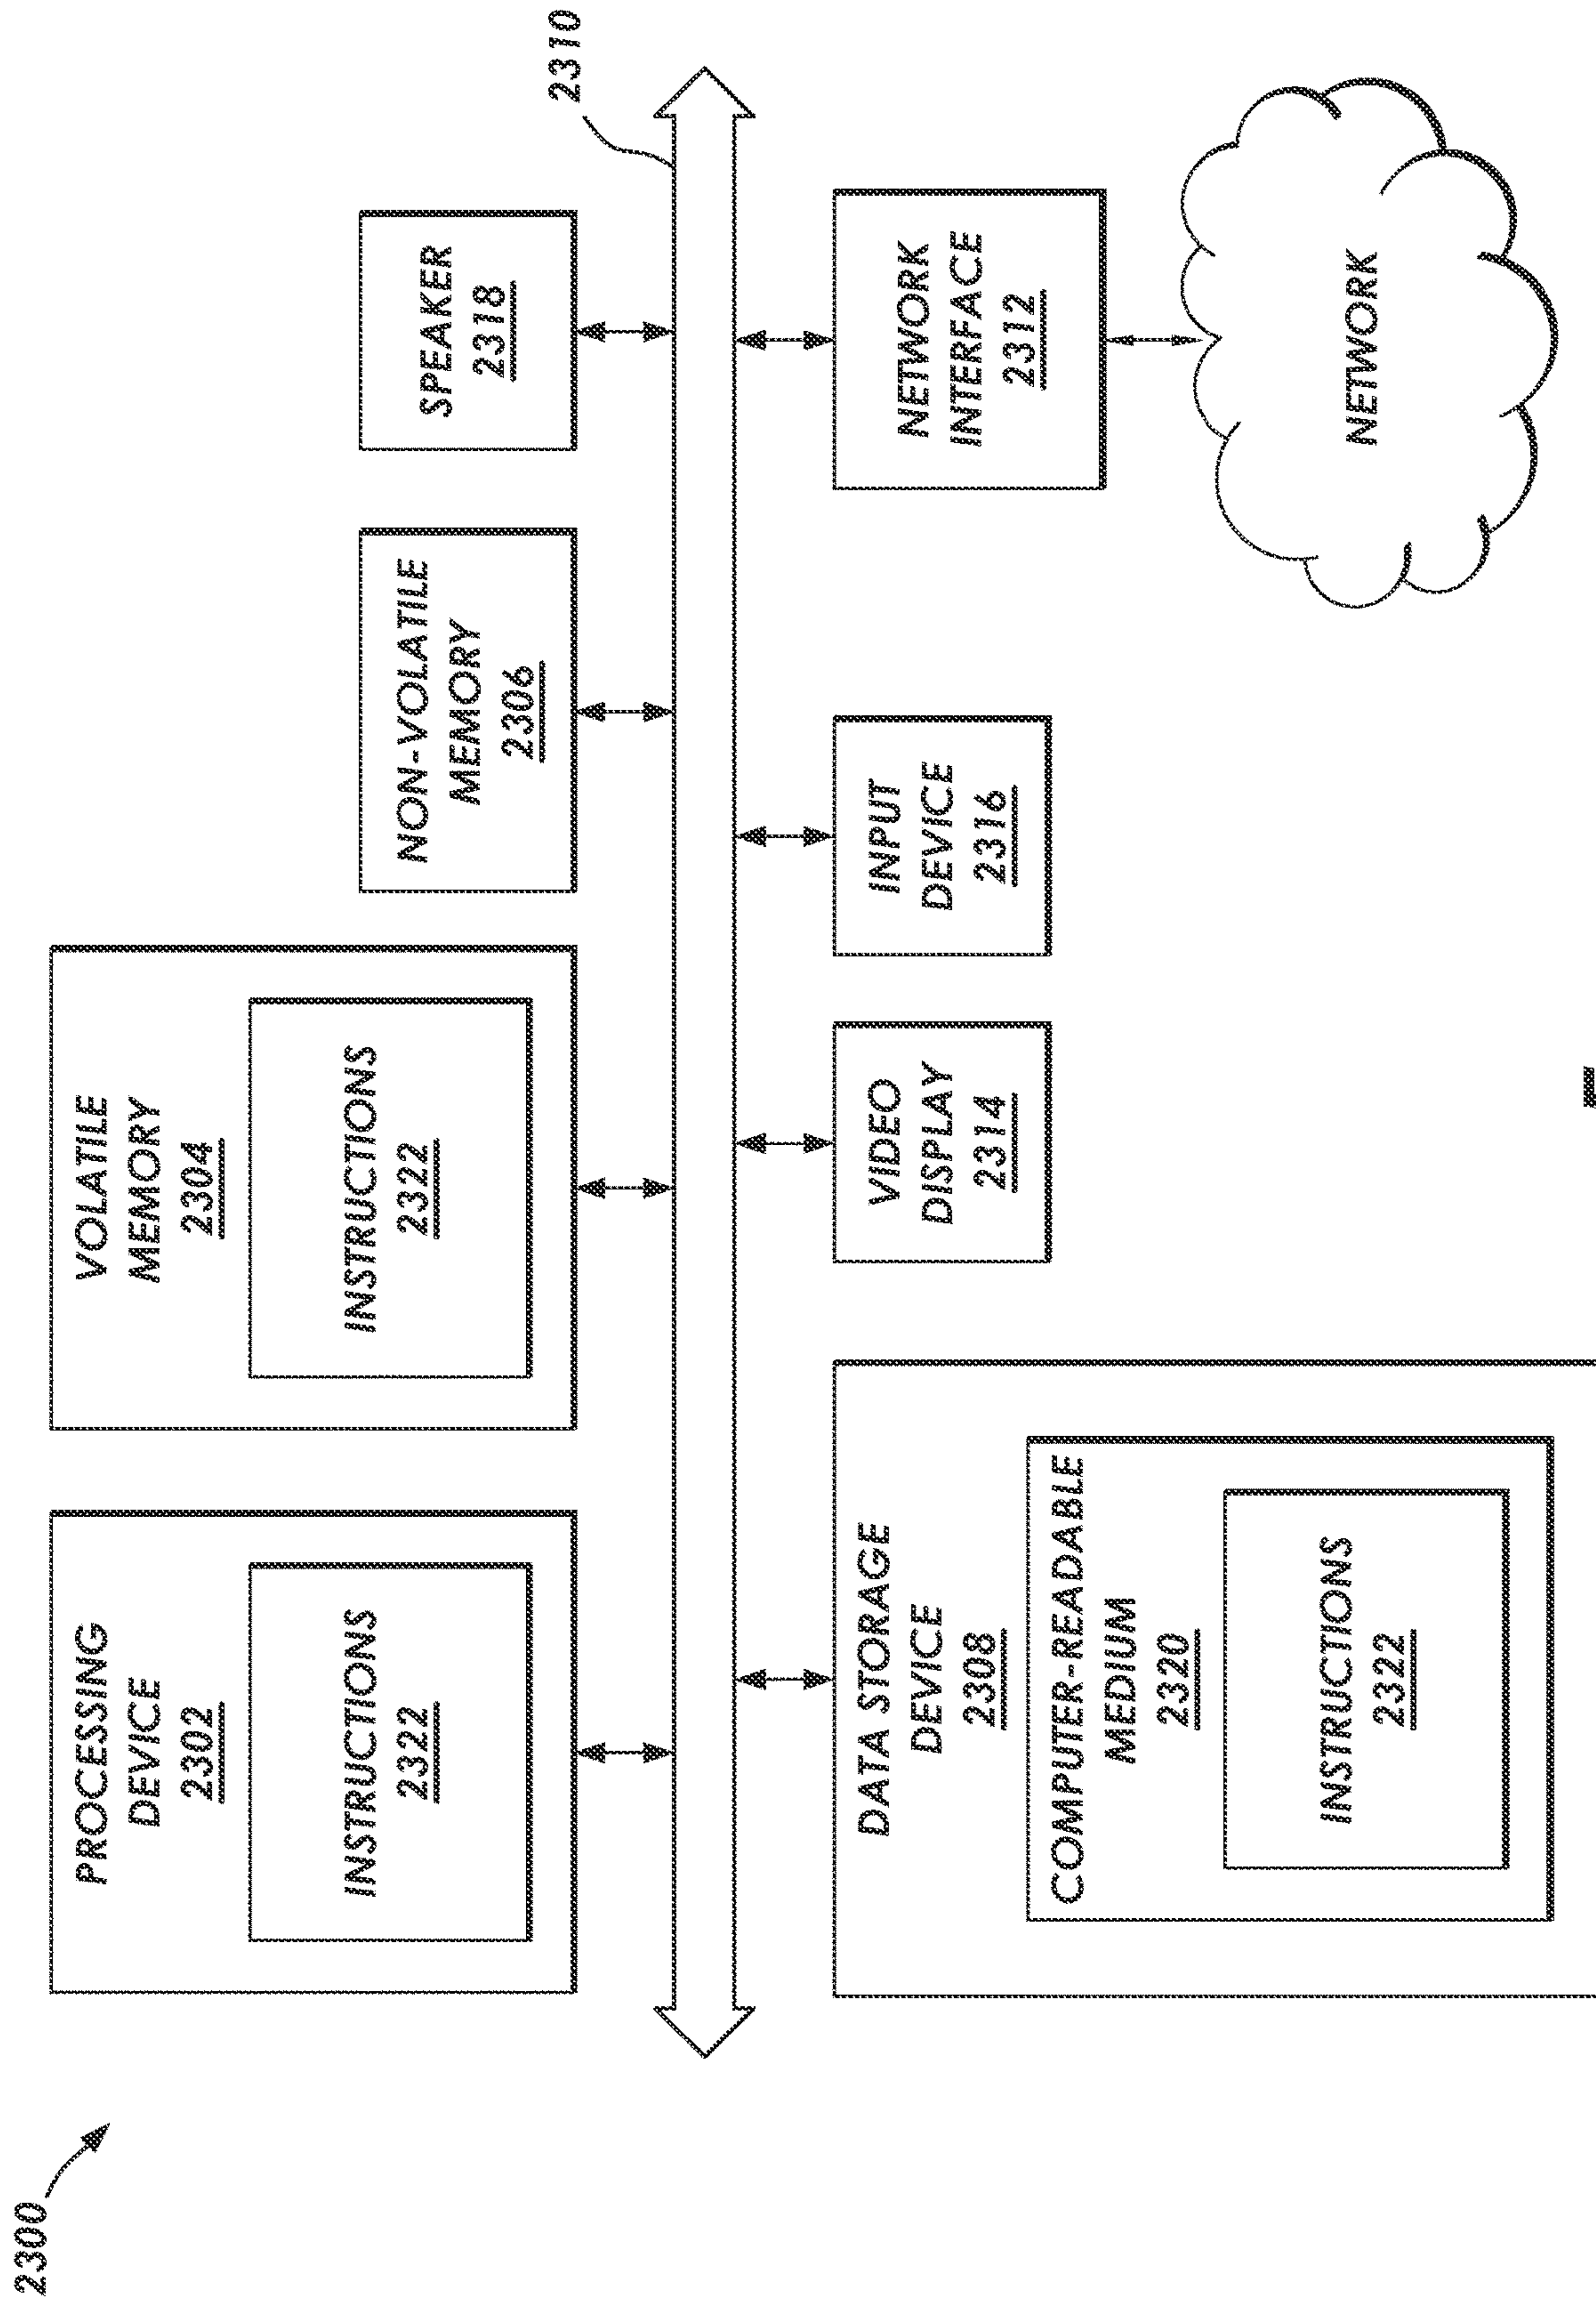 2300
PROCESSING
DEVICE
2302
INSTRUCTIONS
2322
VOLATILE
MEMORY
2304
INSTRUCTIONS
2322
NON-VOLATILE
MEMORY
2306
SPEAKER
2318
2310
DATA STORAGE
DEVICE
2308
COMPUTER-READABLE
MEDIUM
2320
INSTRUCTIONS
2322
VIDEO
DISPLAY
2314
INPUT
DEVICE
2316
NETWORK
INTERFACE
2312
NETWORK